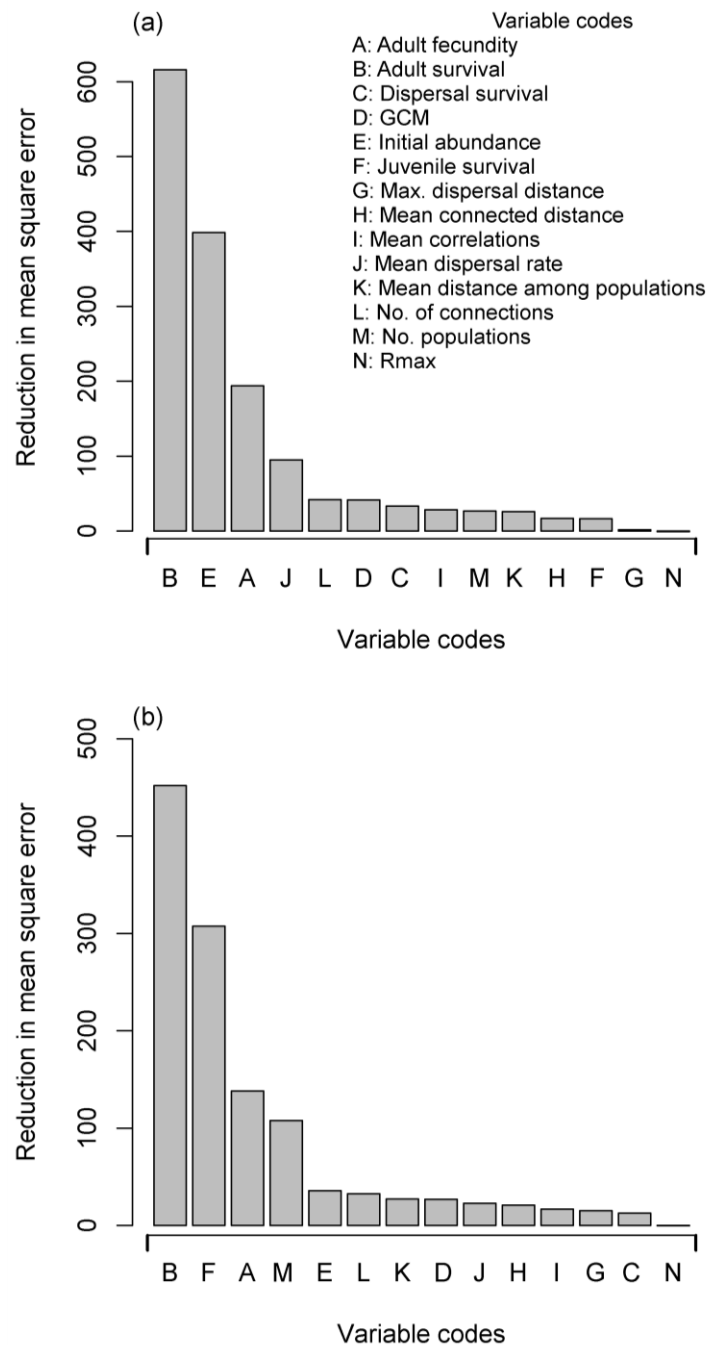 (a)
Variable codes
A: Adult fecundity
B: Adult survival
C: Dispersal survival
D: GCM
E: Initial abundance
F: Juvenile survival
G: Max. dispersal distance
H: Mean connected distance
I: Mean correlations
J: Mean dispersal rate
K: Mean distance among populations
L: No. of connections
M: No. populations
N: Rmax
Reduction in mean square error
600
500
400
300
200
100
0
B E A J L D C I M K H F G N
Variable codes
(b)
Reduction in mean square error
500
400
300
200
100
0
B F A M E L K D J H I G C N
Variable codes